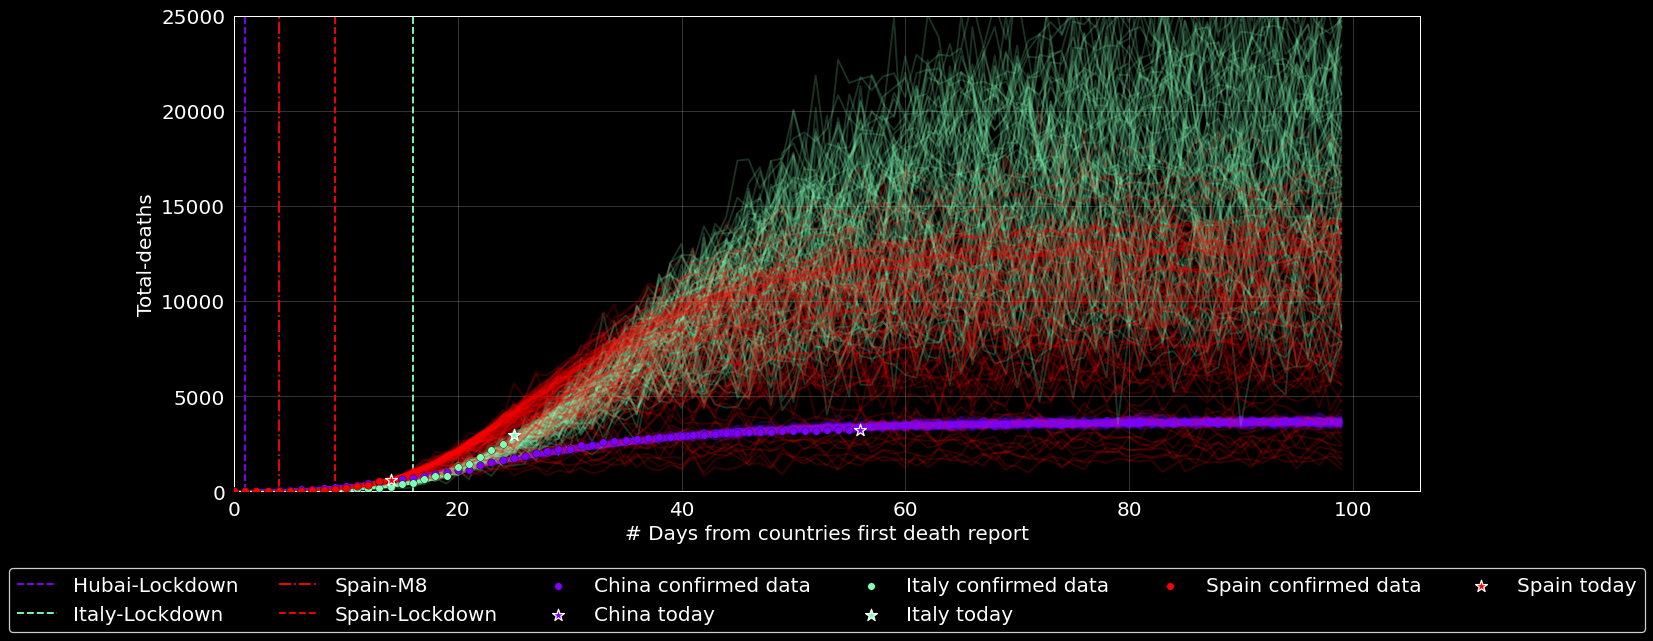 25000
20000
15000
10000
5000
0
Total-deaths
0 20 40 60 80 100
# Days from countries first death report
Hubai-Lockdown Spain-M8 China confirmed data Italy confirmed data Spain confirmed data Spain today
Italy-Lockdown Spain-Lockdown China today Italy today